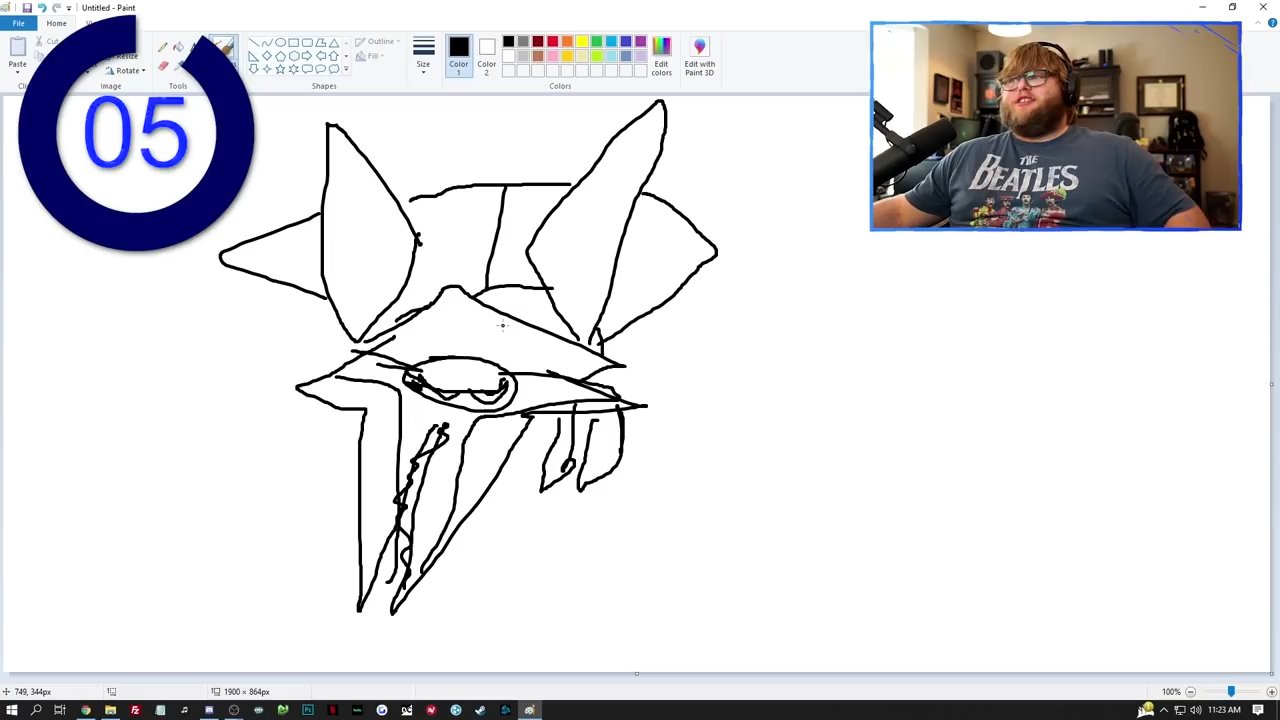 Untitled - Paint
File
Home
05
Paste
Rotate
Image
Tools
Shapes
Outline
Fill
Size
Color
1
Color
2
Edit
colors
Edit with
Paint 3D
Colors
THE
BEATLES
749, 344px
1900 × 864px
100%
11:23 AM